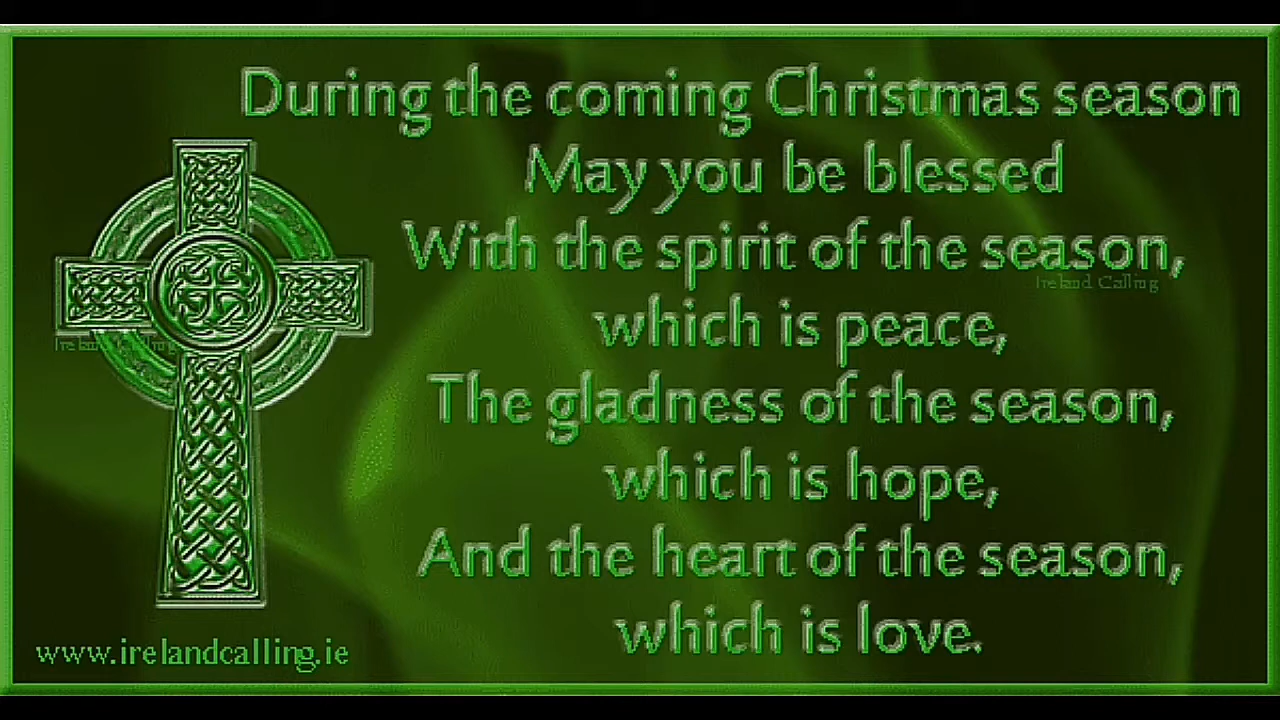 During the coming Christmas season
May you be blessed
With the spirit of the season,
Ireland Calling
which is peace,
Ireland Calling
The gladness of the season,
which is hope,
And the heart of the season,
which is love.
www.irelandcalling.ie